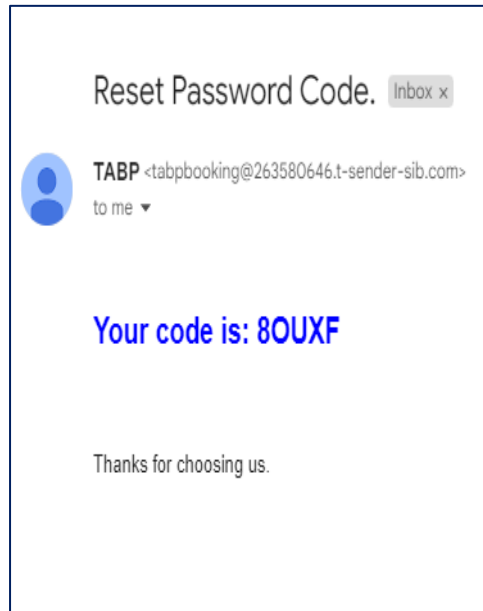 Reset Password Code. Inbox ×
TABP <tabpbooking@263580646.t-sender-sib.com>
to me
Your code is: 8OUXF
Thanks for choosing us.